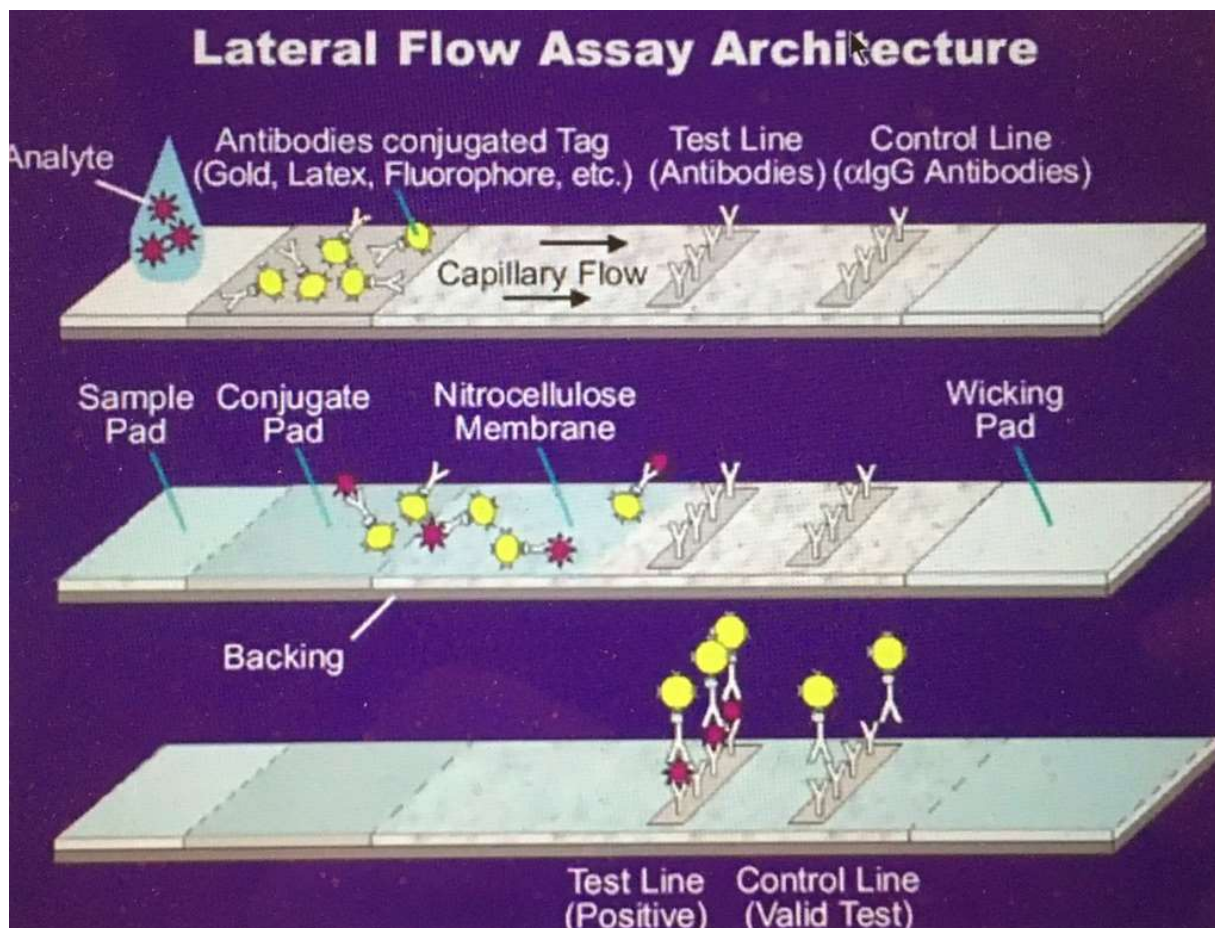 Lateral Flow Assay Architecture
Analyte
Antibodies conjugated Tag
(Gold, Latex, Fluorophore, etc.)
Test Line
(Antibodies)
Control Line
(αIgG Antibodies)
Capillary Flow
Sample
Pad
Conjugate
Pad
Nitrocellulose
Membrane
Wicking
Pad
Backing
Test Line
(Positive)
Control Line
(Valid Test)